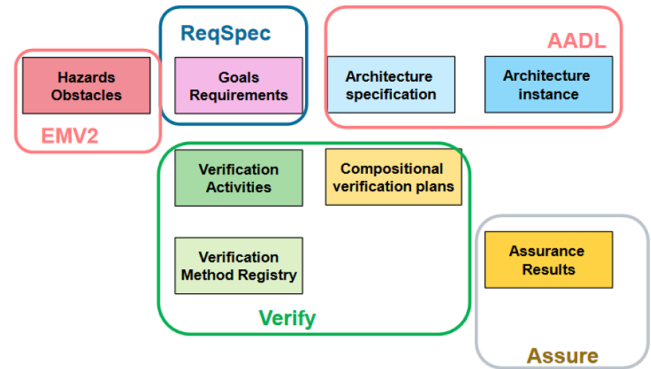 ReqSpec
AADL
Hazards
Obstacles
Goals
Requirements
Architecture
specification
Architecture
instance
EMV2
Verification
Activities
Compositional
verification plans
Verification
Method Registry
Assurance
Results
Verify
Assure